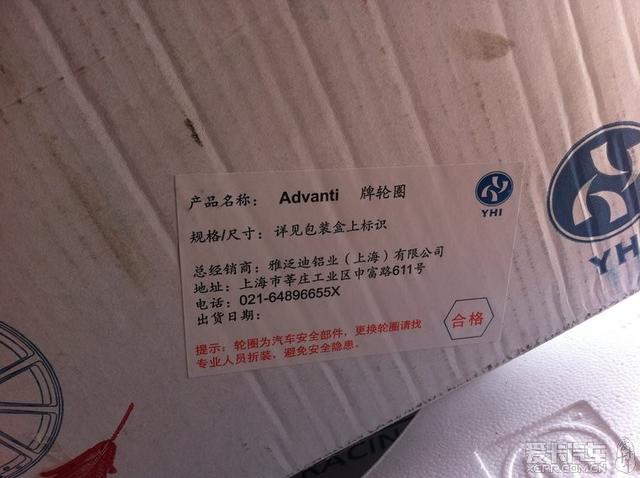 产品名称： Advanti 牌轮圈
规格/尺寸： 详见包装盒上标识
总经销商：雅泛迪铝业（上海）有限公司
地址：上海市莘庄工业区中富路611号
电话：021-64896655X
出货日期：
提示：轮圈为汽车安全部件，更换轮圈请找
专业人员折装，避免安全隐患。
合格
YHI
YH
RACIN
爱卡汽车
XCAR.COM.CN